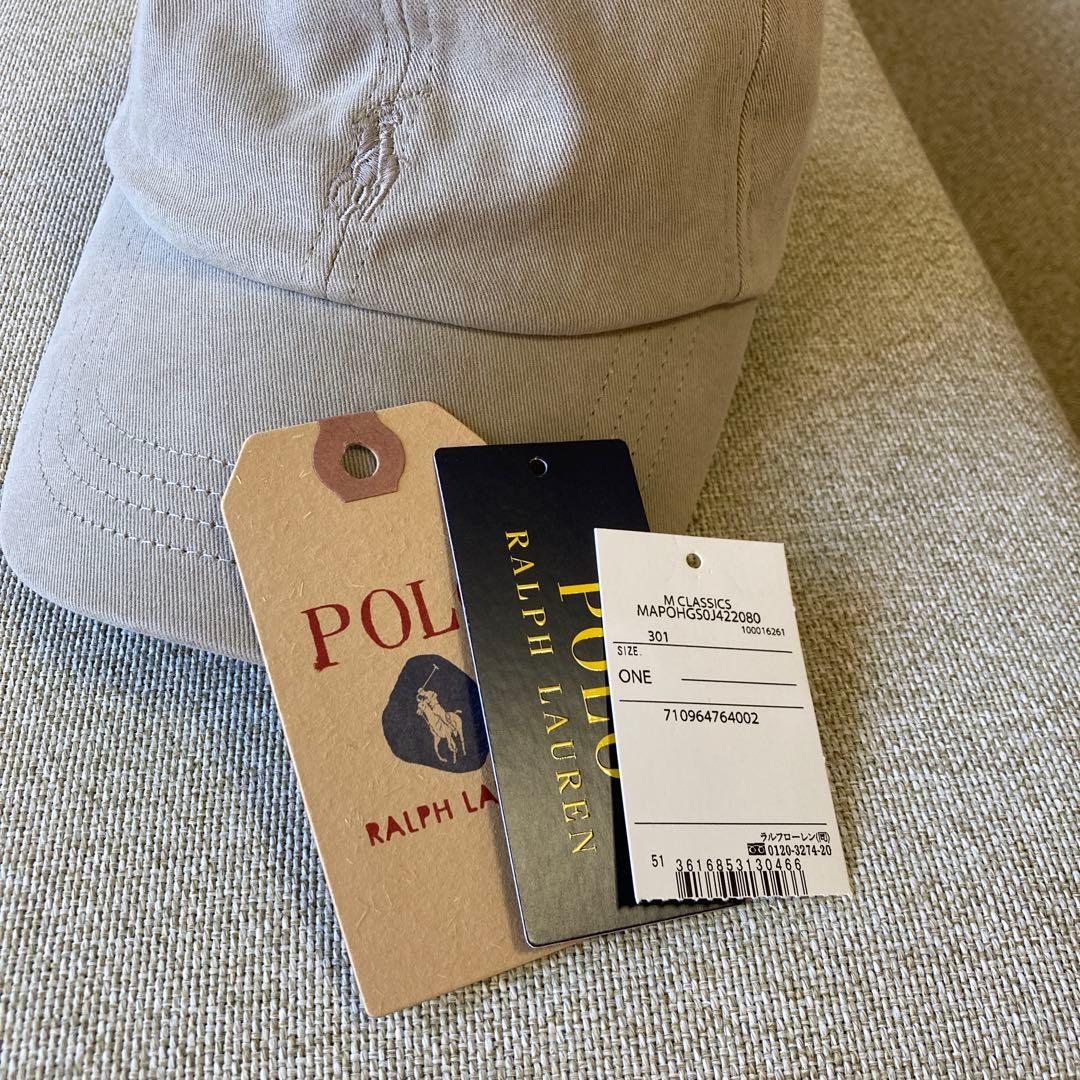 POL
RALPH LA
POLO
RALPH LAUREN
M CLASSICS
MAPOHGS0J422080
100016261
301
SIZE.
ONE
710964764002
ラルフローレン(同)
0120-3274-20
51 3616853130466